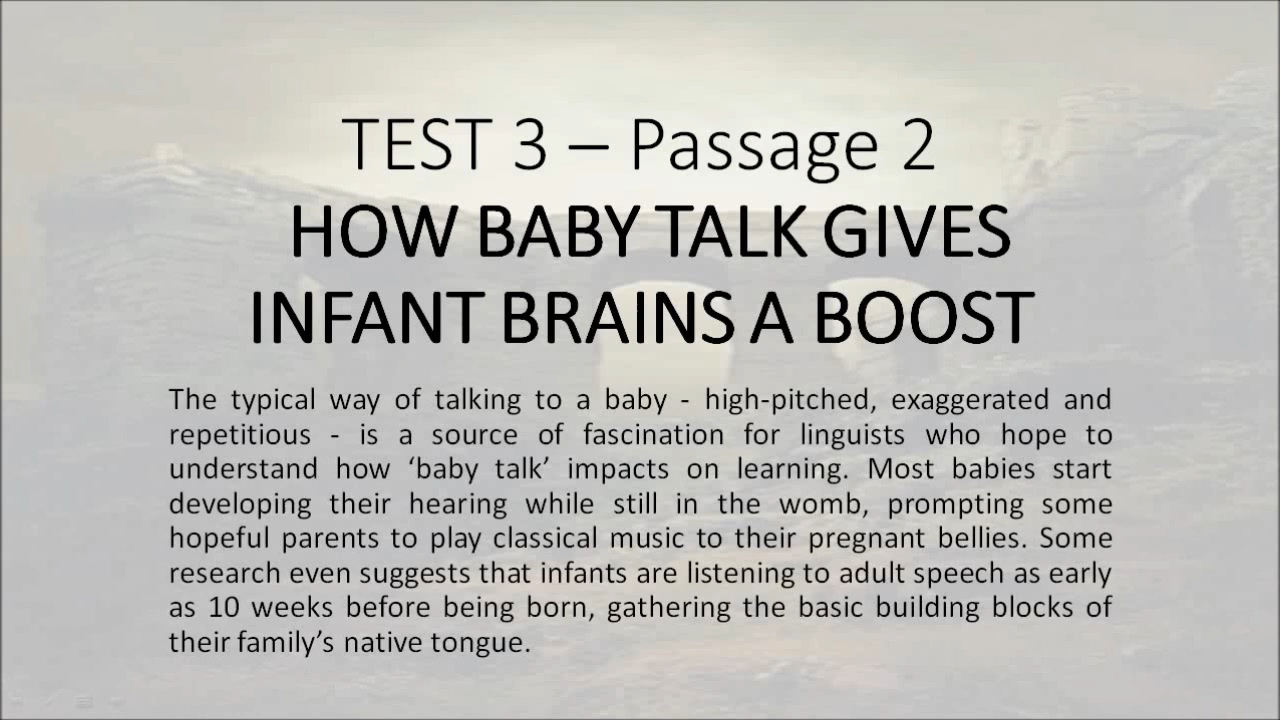 TEST 3 – Passage 2
HOW BABY TALK GIVES
INFANT BRAINS A BOOST
The typical way of talking to a baby - high-pitched, exaggerated and
repetitious - is a source of fascination for linguists who hope to
understand how ‘baby talk’ impacts on learning. Most babies start
developing their hearing while still in the womb, prompting some
hopeful parents to play classical music to their pregnant bellies. Some
research even suggests that infants are listening to adult speech as early
as 10 weeks before being born, gathering the basic building blocks of
their family’s native tongue.